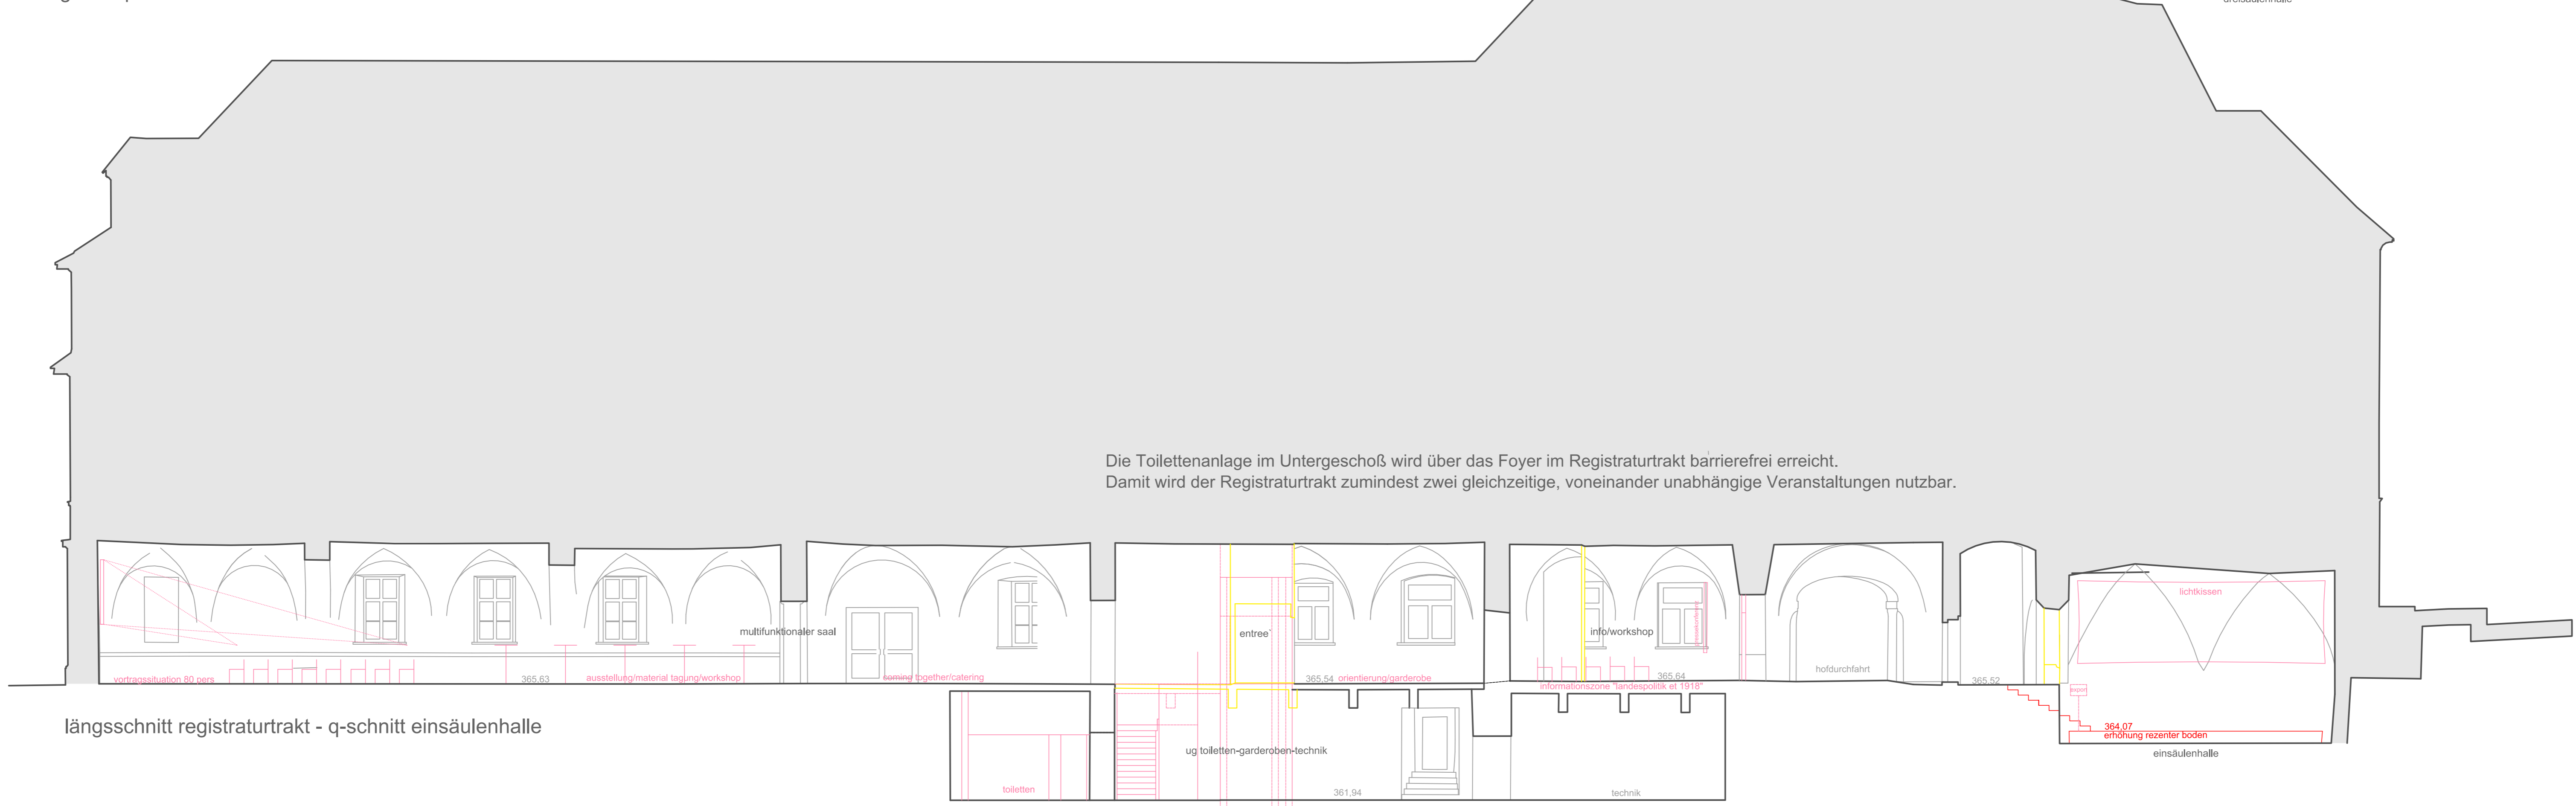 dreisäulenhalle
Die Toilettenanlage im Untergeschoß wird über das Foyer im Registraturtrakt barrierefrei erreicht.
Damit wird der Registraturtrakt zumindest zwei gleichzeitige, voneinander unabhängige Veranstaltungen nutzbar.
lichtkissen
multifunktionaler saal
entree
info/workshop
pressekonferenz
hofdurchfahrt
vortragssituation 80 pers
365,63
ausstellung/material tagung/workshop
coming together/catering
365,54
orientierung/garderobe
365,64
informationszone "landespolitik et 1918"
365,52
expon
364,07
erhöhung rezenter boden
längsschnitt registraturtrakt - q-schnitt einsäulenhalle
ug toiletten-garderoben-technik
einsäulenhalle
toiletten
361,94
technik